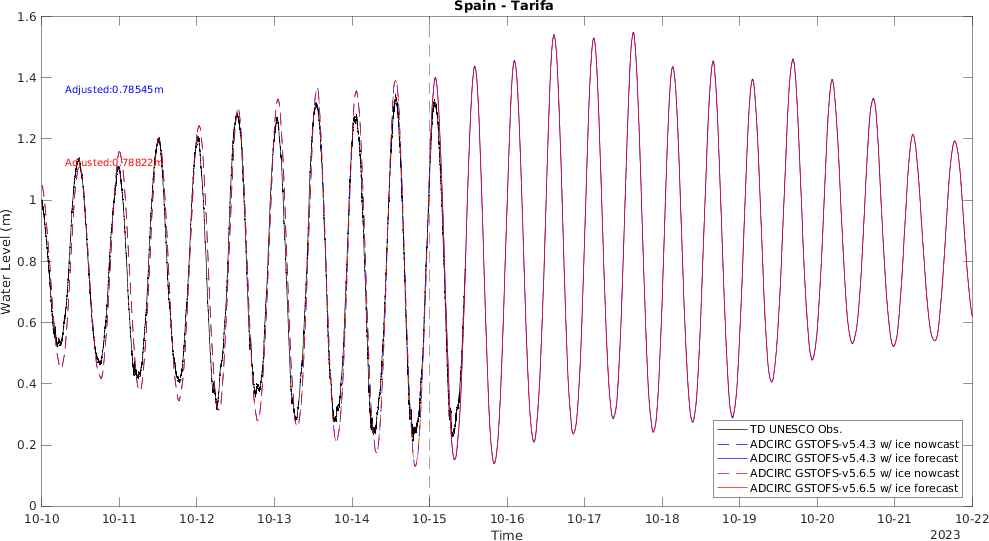 Spain - Tarifa
1.6
1.4
1.2
1
0.8
0.6
0.4
0.2
0
Water Level (m)
Adjusted:0.78545m
Adjusted:0.78822m
TD UNESCO Obs.
ADCIRC GSTOFS-v5.4.3 w/ ice nowcast
ADCIRC GSTOFS-v5.4.3 w/ ice forecast
ADCIRC GSTOFS-v5.6.5 w/ ice nowcast
ADCIRC GSTOFS-v5.6.5 w/ ice forecast
10-10 10-11 10-12 10-13 10-14 10-15 10-16 10-17 10-18 10-19 10-20 10-21 10-22
Time
2023